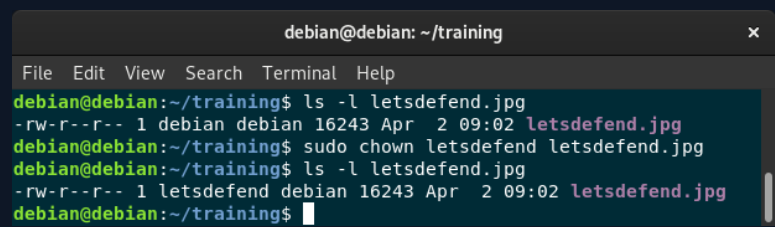 debian@debian: ~/training
×
File Edit View Search Terminal Help
debian@debian:~/training$ ls -l letsdefend.jpg
-rw-r--r-- 1 debian debian 16243 Apr  2 09:02 letsdefend.jpg
debian@debian:~/training$ sudo chown letsdefend letsdefend.jpg
debian@debian:~/training$ ls -l letsdefend.jpg
-rw-r--r-- 1 letsdefend debian 16243 Apr  2 09:02 letsdefend.jpg
debian@debian:~/training$